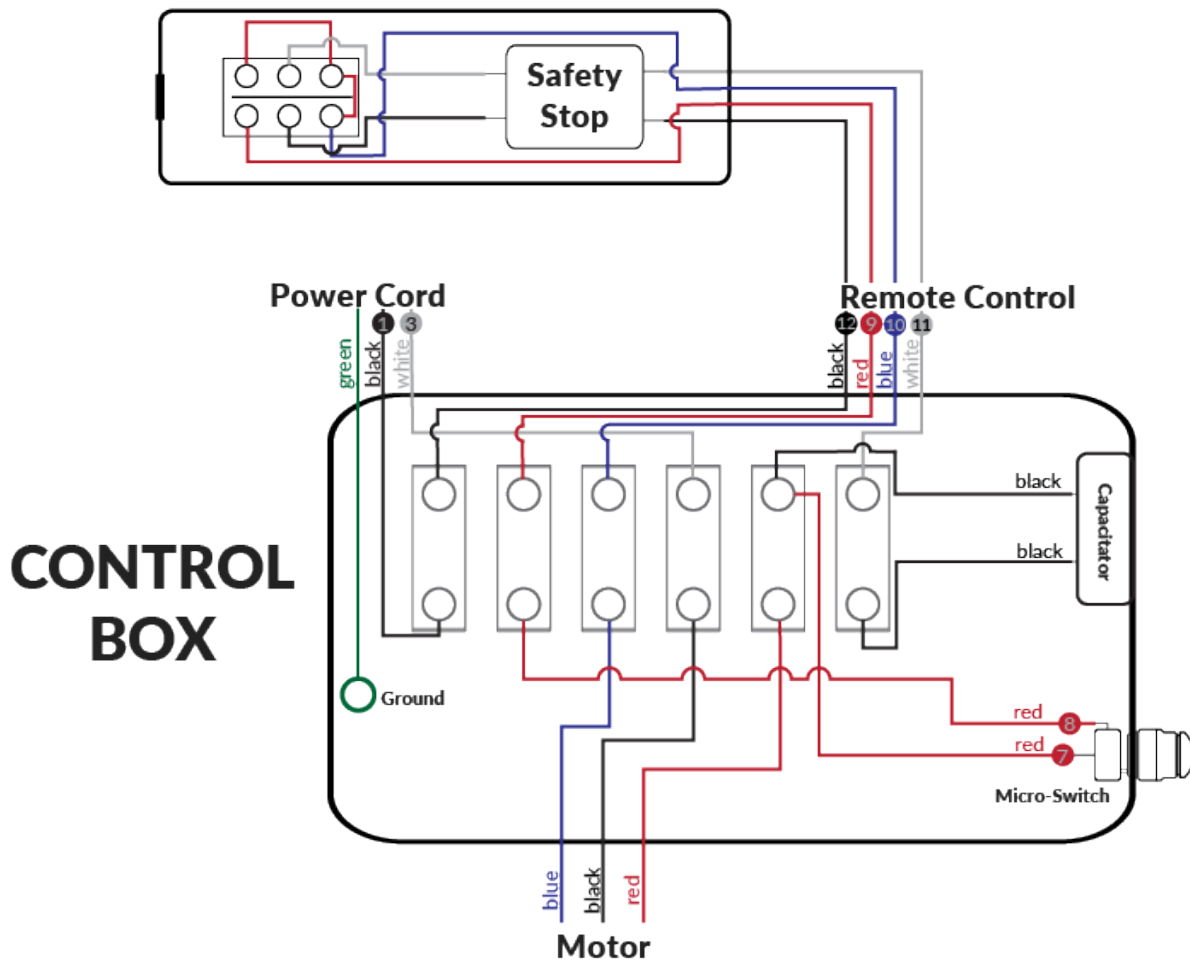 Safety
Stop
Power Cord
Remote Control
1
3
12
9
10
11
green
black
white
black
red
blue
white
CONTROL
BOX
black
black
Capacitator
Ground
red
8
red
7
Micro-Switch
blue
black
red
Motor